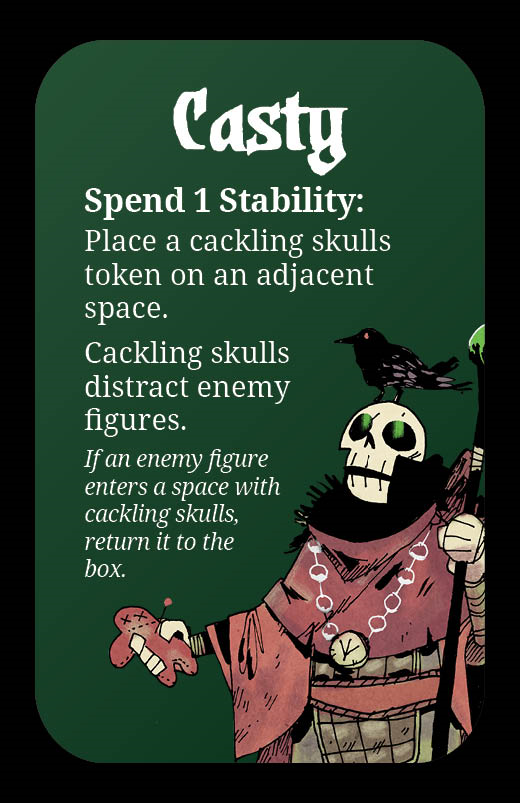 Casty
Spend 1 Stability:
Place a cackling skulls
token on an adjacent
space.
Cackling skulls
distract enemy
figures.
If an enemy figure
enters a space with
cackling skulls,
return it to the
box.